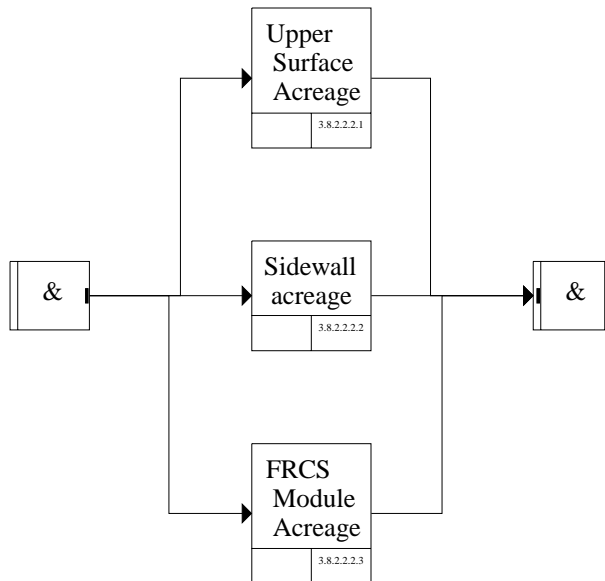 Upper
Surface
Acreage
3.8.2.2.2.1
&
Sidewall
acreage
3.8.2.2.2.2
&
FRCS
Module
Acreage
3.8.2.2.2.3